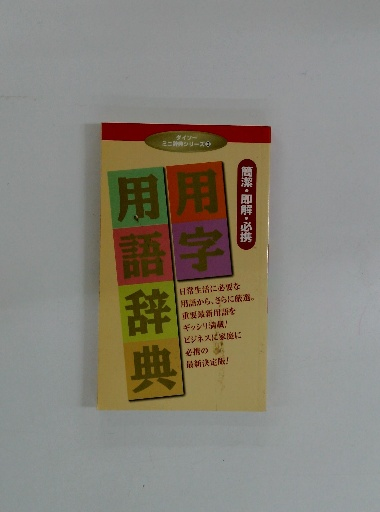 ダイソー
ミニ辞典シリーズ
簡潔・即解・必携
用字
用語辞典
日常生活に必要な
用語から、さらに厳選。
重要最新用語を
ギッシリ満載!
ビジネスに家庭に
必携の
最新決定版!